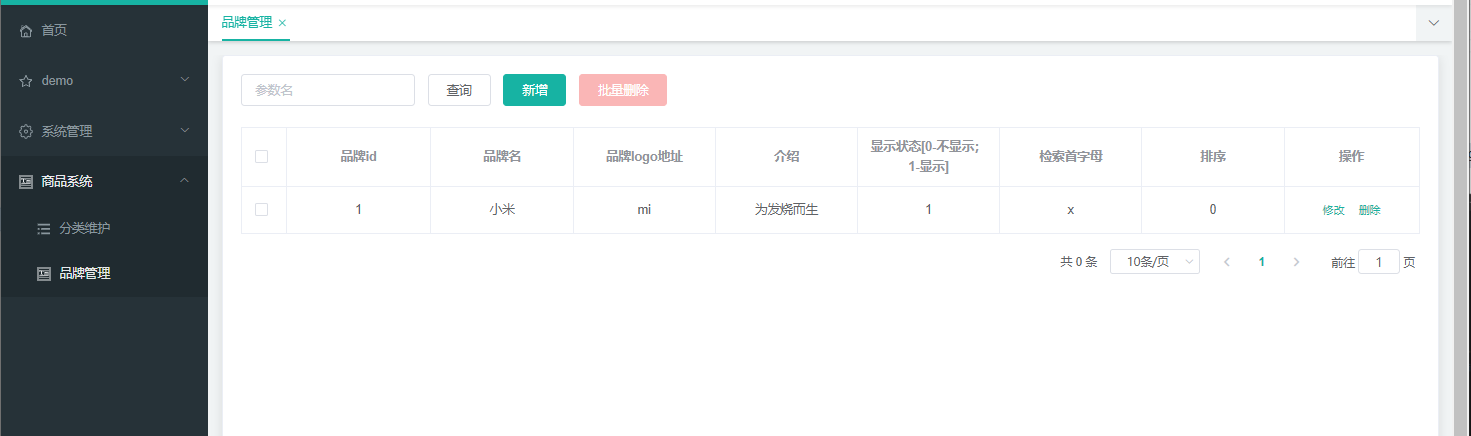 首页
demo
系统管理
商品系统
分类维护
品牌管理
品牌管理
参数名 查询 新增 批量删除
品牌id 品牌名 品牌logo地址 介绍 显示状态[0-不显示; 检索首字母 排序 操作
1-显示]
1 小米 mi 为发烧而生 1 x 0 修改 删除
共 0 条 10条/页 1 前往 1 页